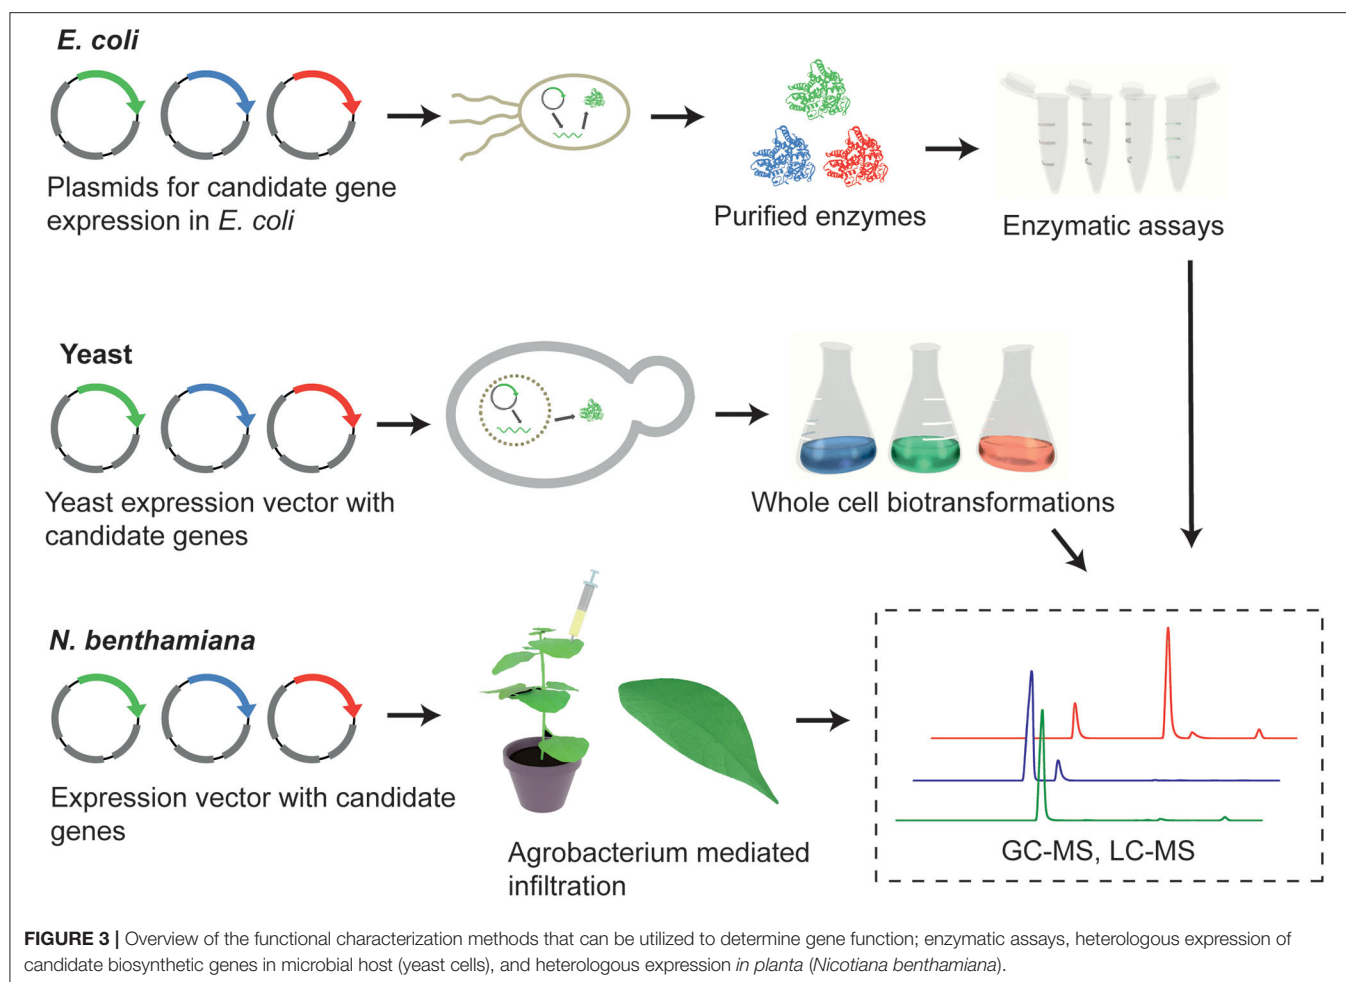 E. coli
Plasmids for candidate gene
expression in E. coli
Purified enzymes
Enzymatic assays
Yeast
Yeast expression vector with
candidate genes
Whole cell biotransformations
N. benthamiana
Expression vector with candidate
genes
Agrobacterium mediated
infiltration
GC-MS, LC-MS
FIGURE 3 | Overview of the functional characterization methods that can be utilized to determine gene function; enzymatic assays, heterologous expression of
candidate biosynthetic genes in microbial host (yeast cells), and heterologous expression in planta (Nicotiana benthamiana).